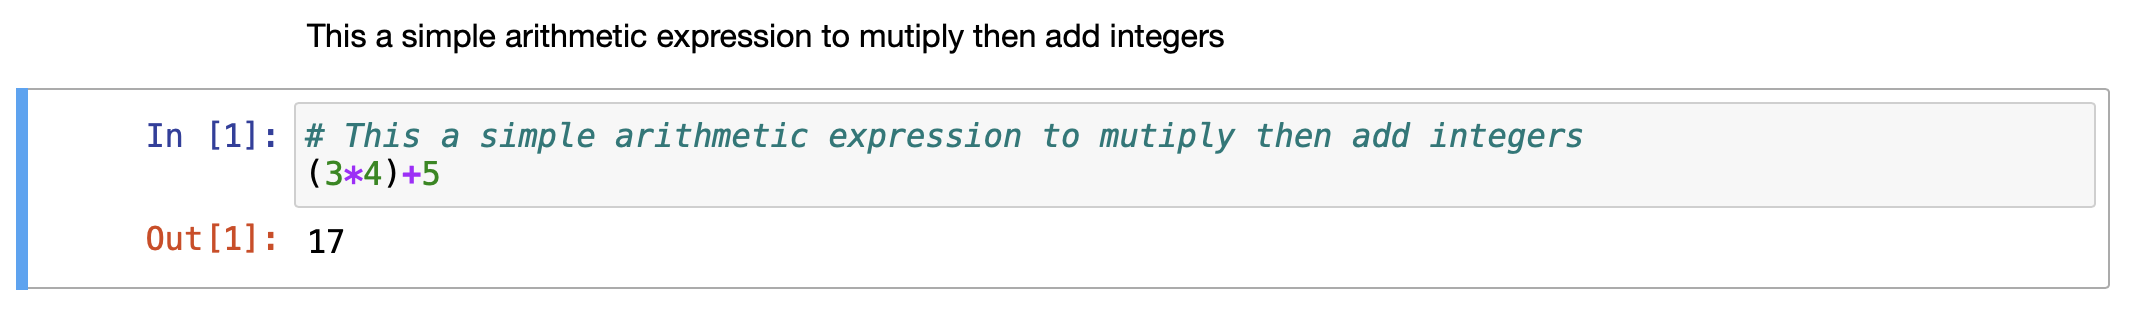 This a simple arithmetic expression to mutiply then add integers
In [1]: # This a simple arithmetic expression to mutiply then add integers
(3*4)+5
Out[1]: 17